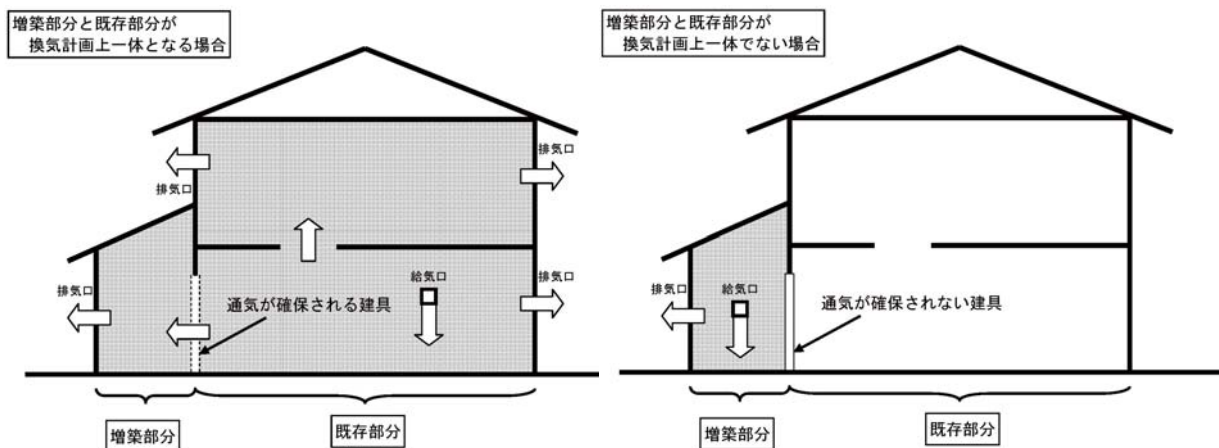 増築部分と既存部分が
換気計画上一体となる場合
排気口
排気口
排気口
給気口
排気口
通気が確保される建具
増築部分
既存部分
増築部分と既存部分が
換気計画上一体でない場合
排気口
給気口
通気が確保されない建具
増築部分
既存部分